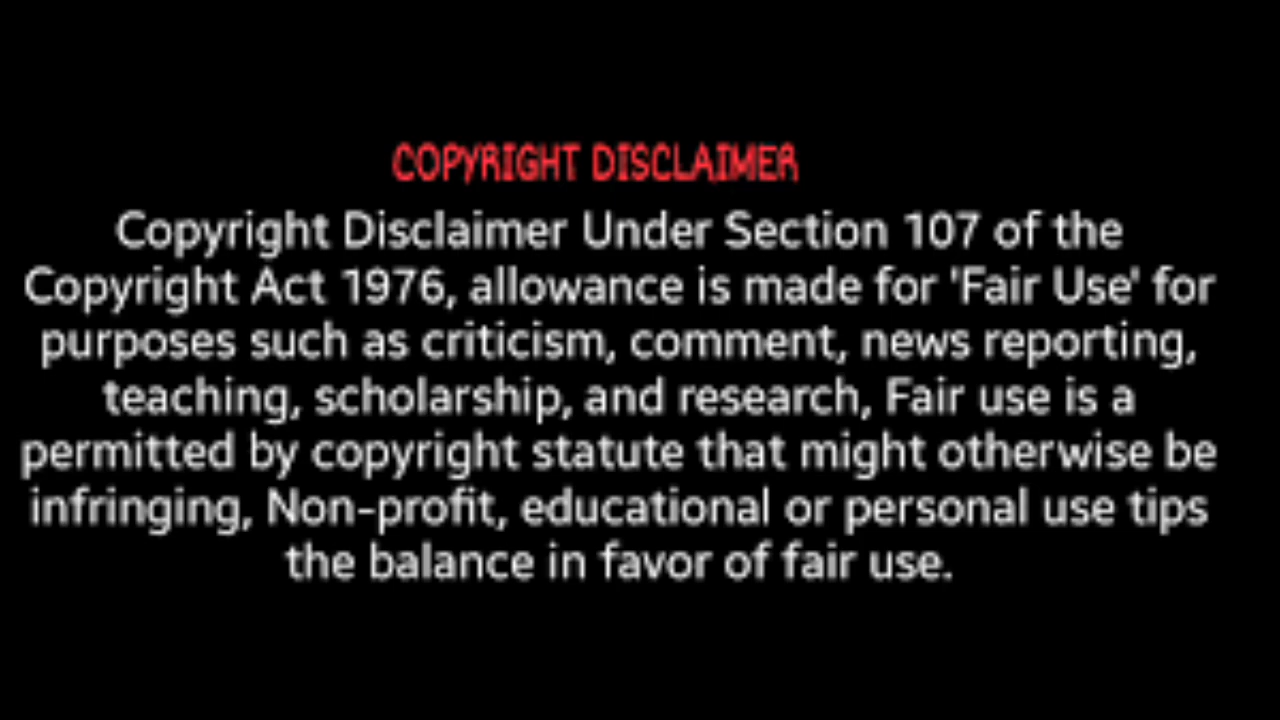 COPYRIGHT DISCLAIMER
Copyright Disclaimer Under Section 107 of the
Copyright Act 1976, allowance is made for 'Fair Use' for
purposes such as criticism, comment, news reporting,
teaching, scholarship, and research, Fair use is a
permitted by copyright statute that might otherwise be
infringing, Non-profit, educational or personal use tips
the balance in favor of fair use.